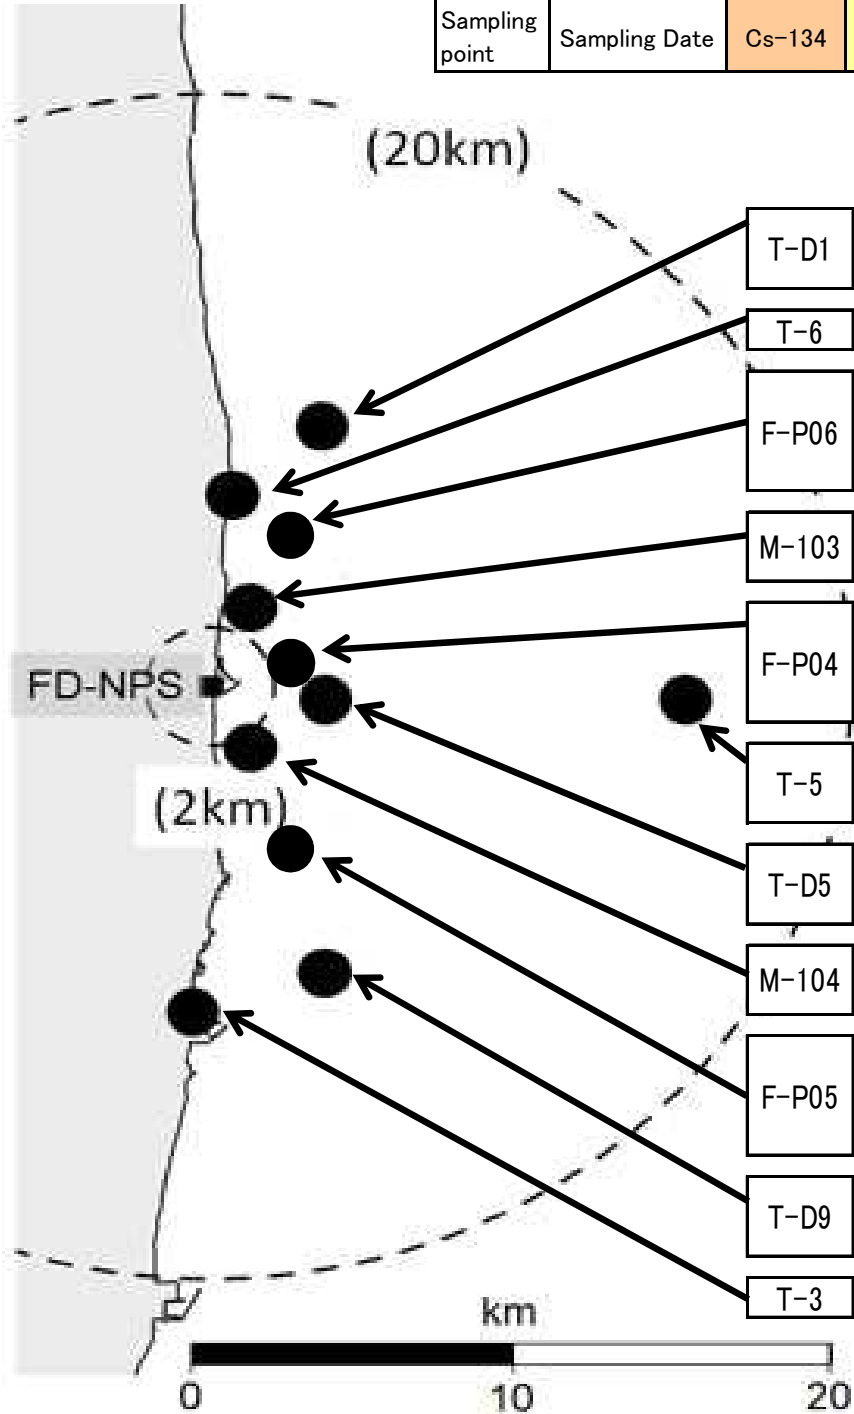 Sampling
point
Sampling Date
Cs-134
(20km)
T-D1
T-6
F-P06
M-103
F-P04
FD-NPS
T-5
(2km)
T-D5
M-104
F-P05
T-D9
T-3
km
0
10
20